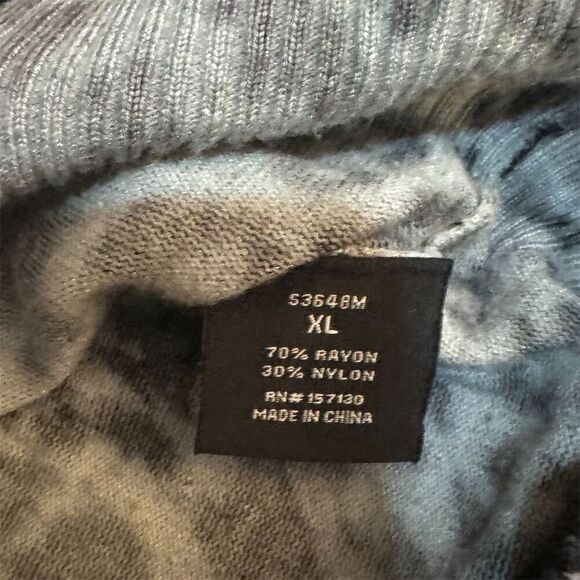 S3648M
XL
70% RAYON
30% NYLON
RN# 157130
MADE IN CHINA